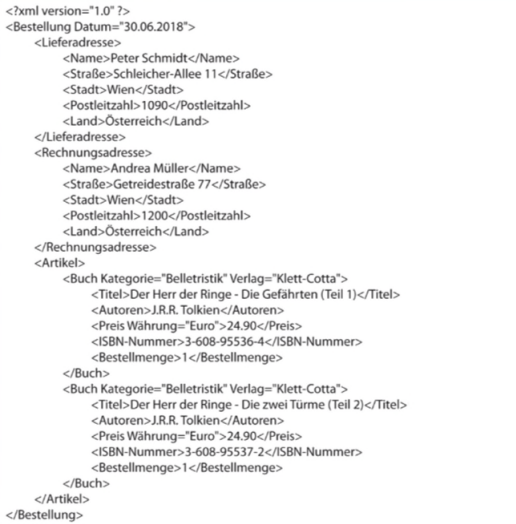 <?xml version="1.0" ?>
<Bestellung Datum="30.06.2018">
<Lieferadresse>
<Name>Peter Schmidt</Name>
<Straße>Schleicher-Allee 11</Straße>
<Stadt>Wien</Stadt>
<Postleitzahl>1090</Postleitzahl>
<Land>Österreich</Land>
</Lieferadresse>
<Rechnungsadresse>
<Name>Andrea Müller</Name>
<Straße>Getreidestraße 77</Straße>
<Stadt>Wien</Stadt>
<Postleitzahl>1200</Postleitzahl>
<Land>Österreich</Land>
</Rechnungsadresse>
<Artikel>
<Buch Kategorie="Belletristik" Verlag="Klett-Cotta">
<Titel>Der Herr der Ringe - Die Gefährten (Teil 1)</Titel>
<Autoren>J.R.R. Tolkien</Autoren>
<Preis Währung="Euro">24.90</Preis>
<ISBN-Nummer>3-608-95536-4</ISBN-Nummer>
<Bestellmenge>1</Bestellmenge>
</Buch>
<Buch Kategorie="Belletristik" Verlag="Klett-Cotta">
<Titel>Der Herr der Ringe - Die zwei Türme (Teil 2)</Titel>
<Autoren>J.R.R. Tolkien</Autoren>
<Preis Währung="Euro">24.90</Preis>
<ISBN-Nummer>3-608-95537-2</ISBN-Nummer>
<Bestellmenge>1</Bestellmenge>
</Buch>
</Artikel>
</Bestellung>